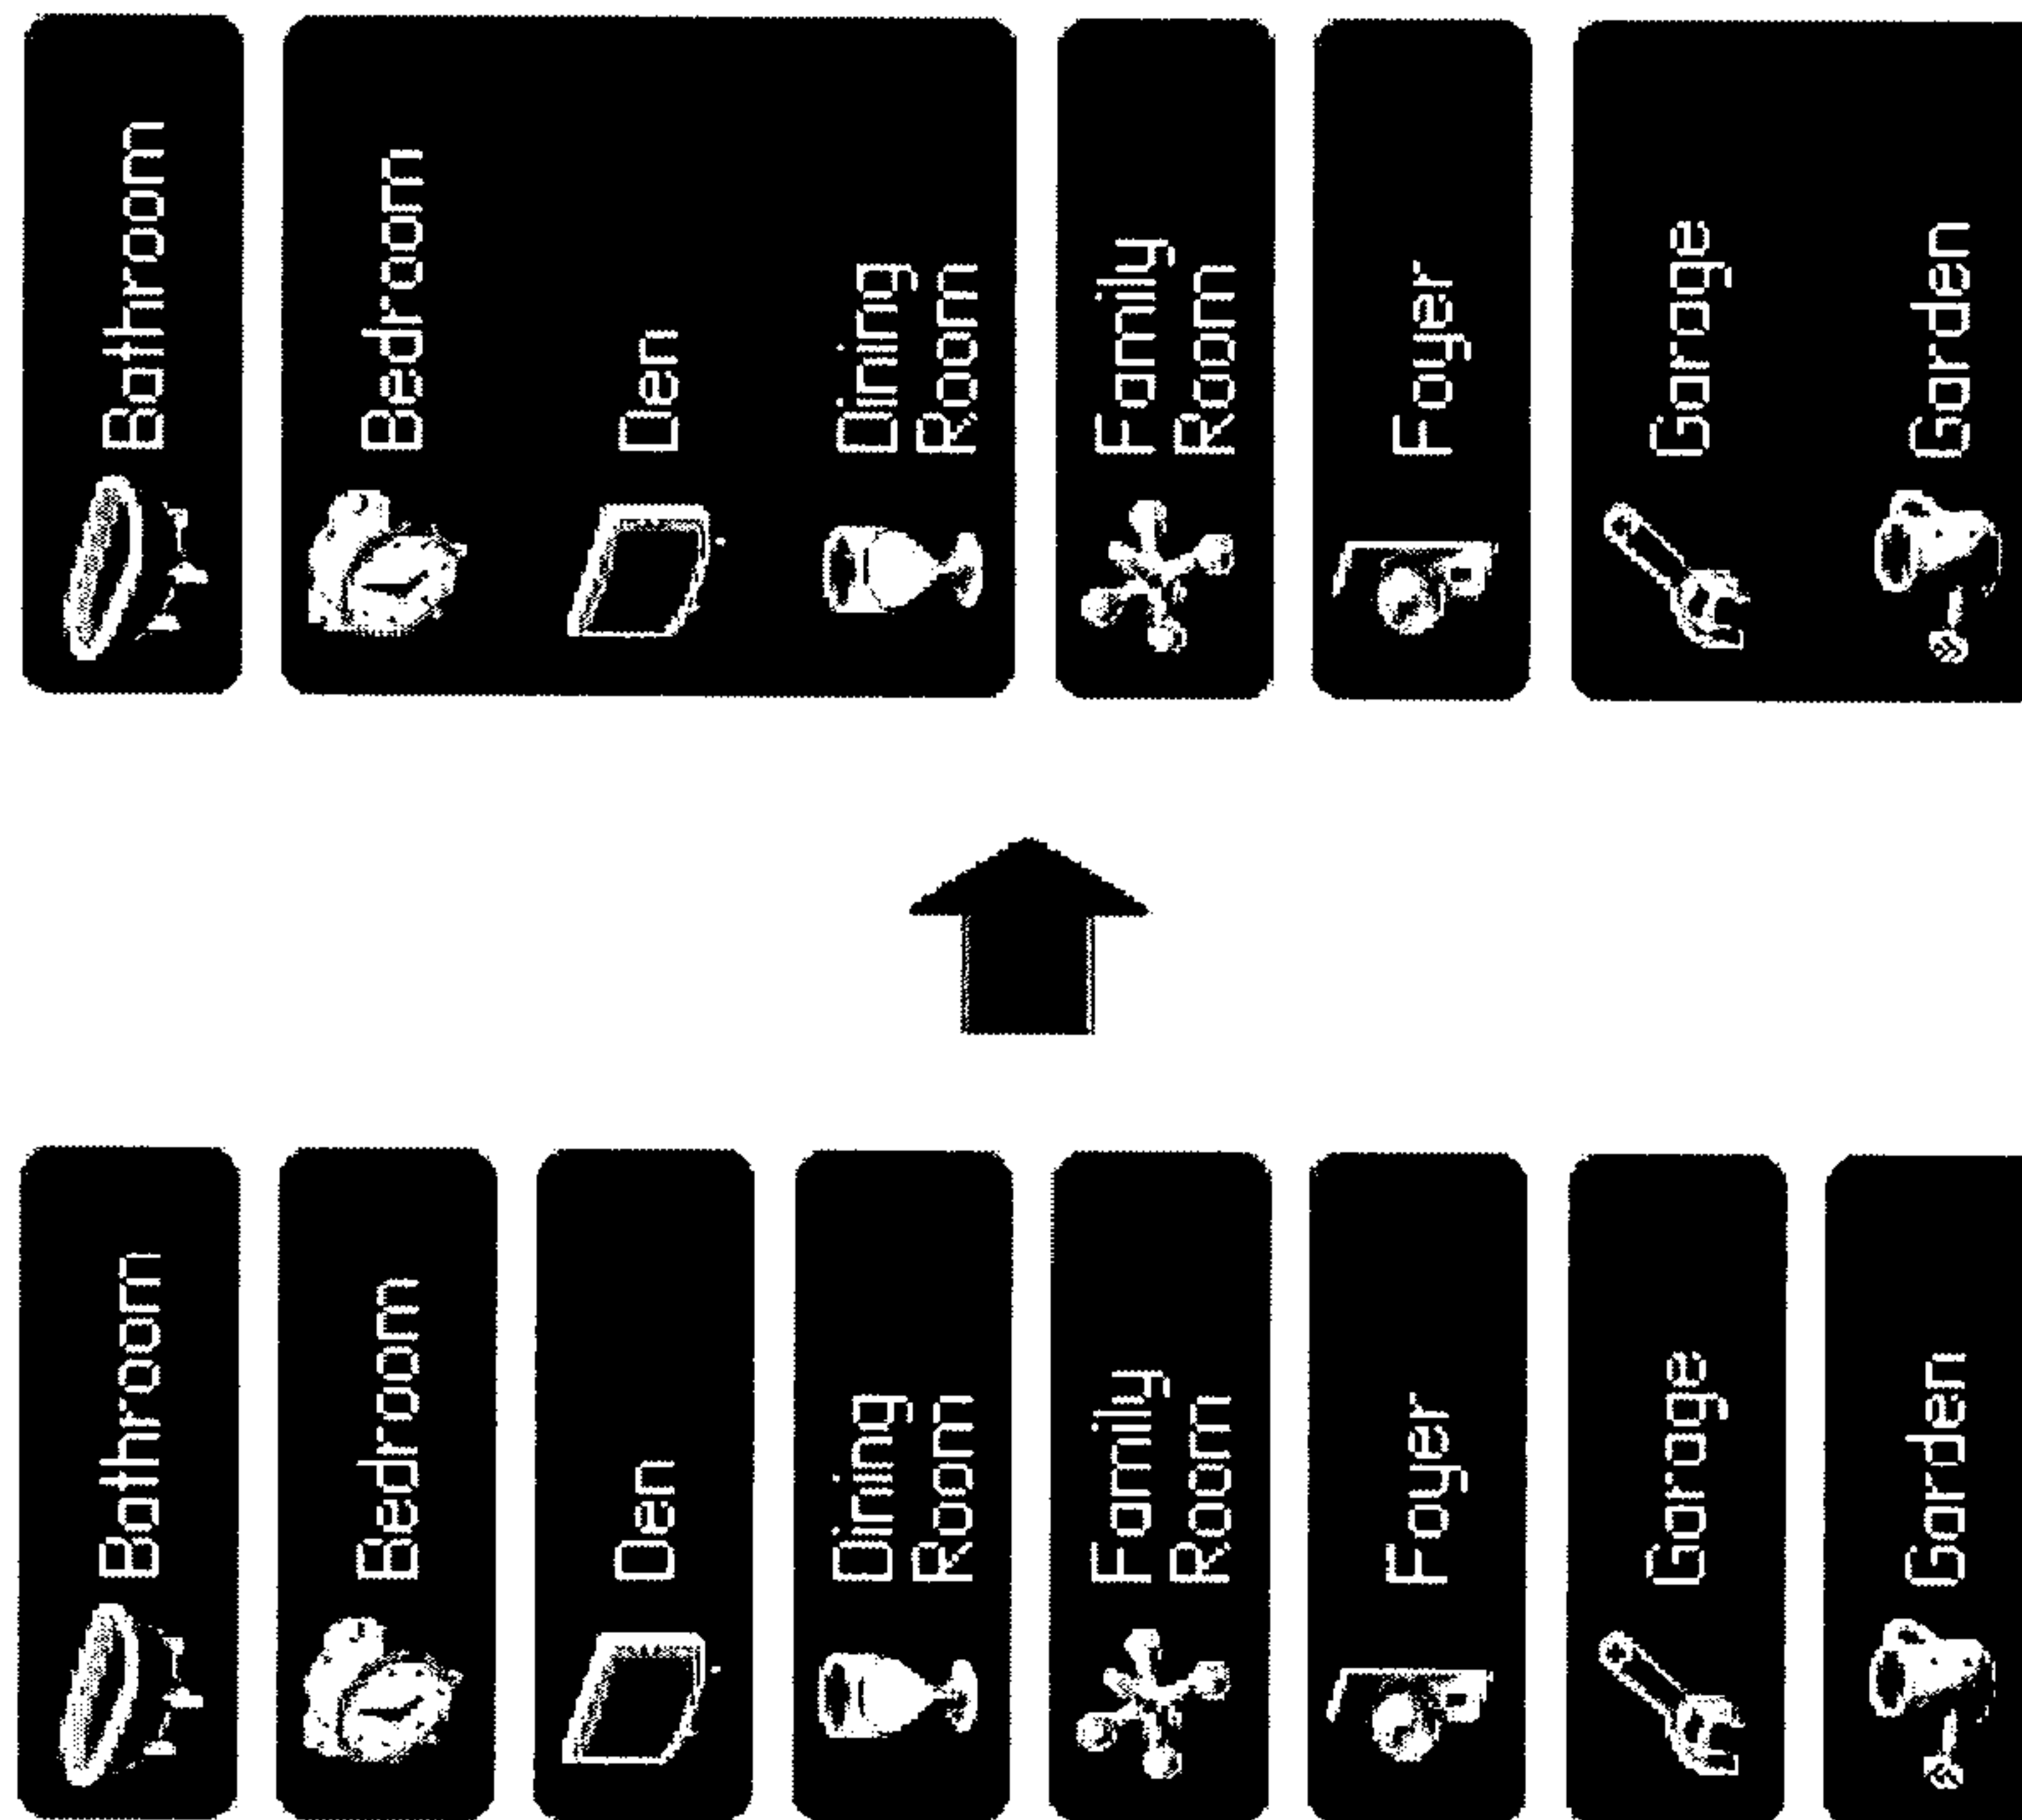 Bathroom
Bedroom
Den
Dining
Room
Family
Room
Foyer
Garage
Garden
Bathroom
Bedroom
Den
Dining
Room
Family
Room
Foyer
Garage
Garden